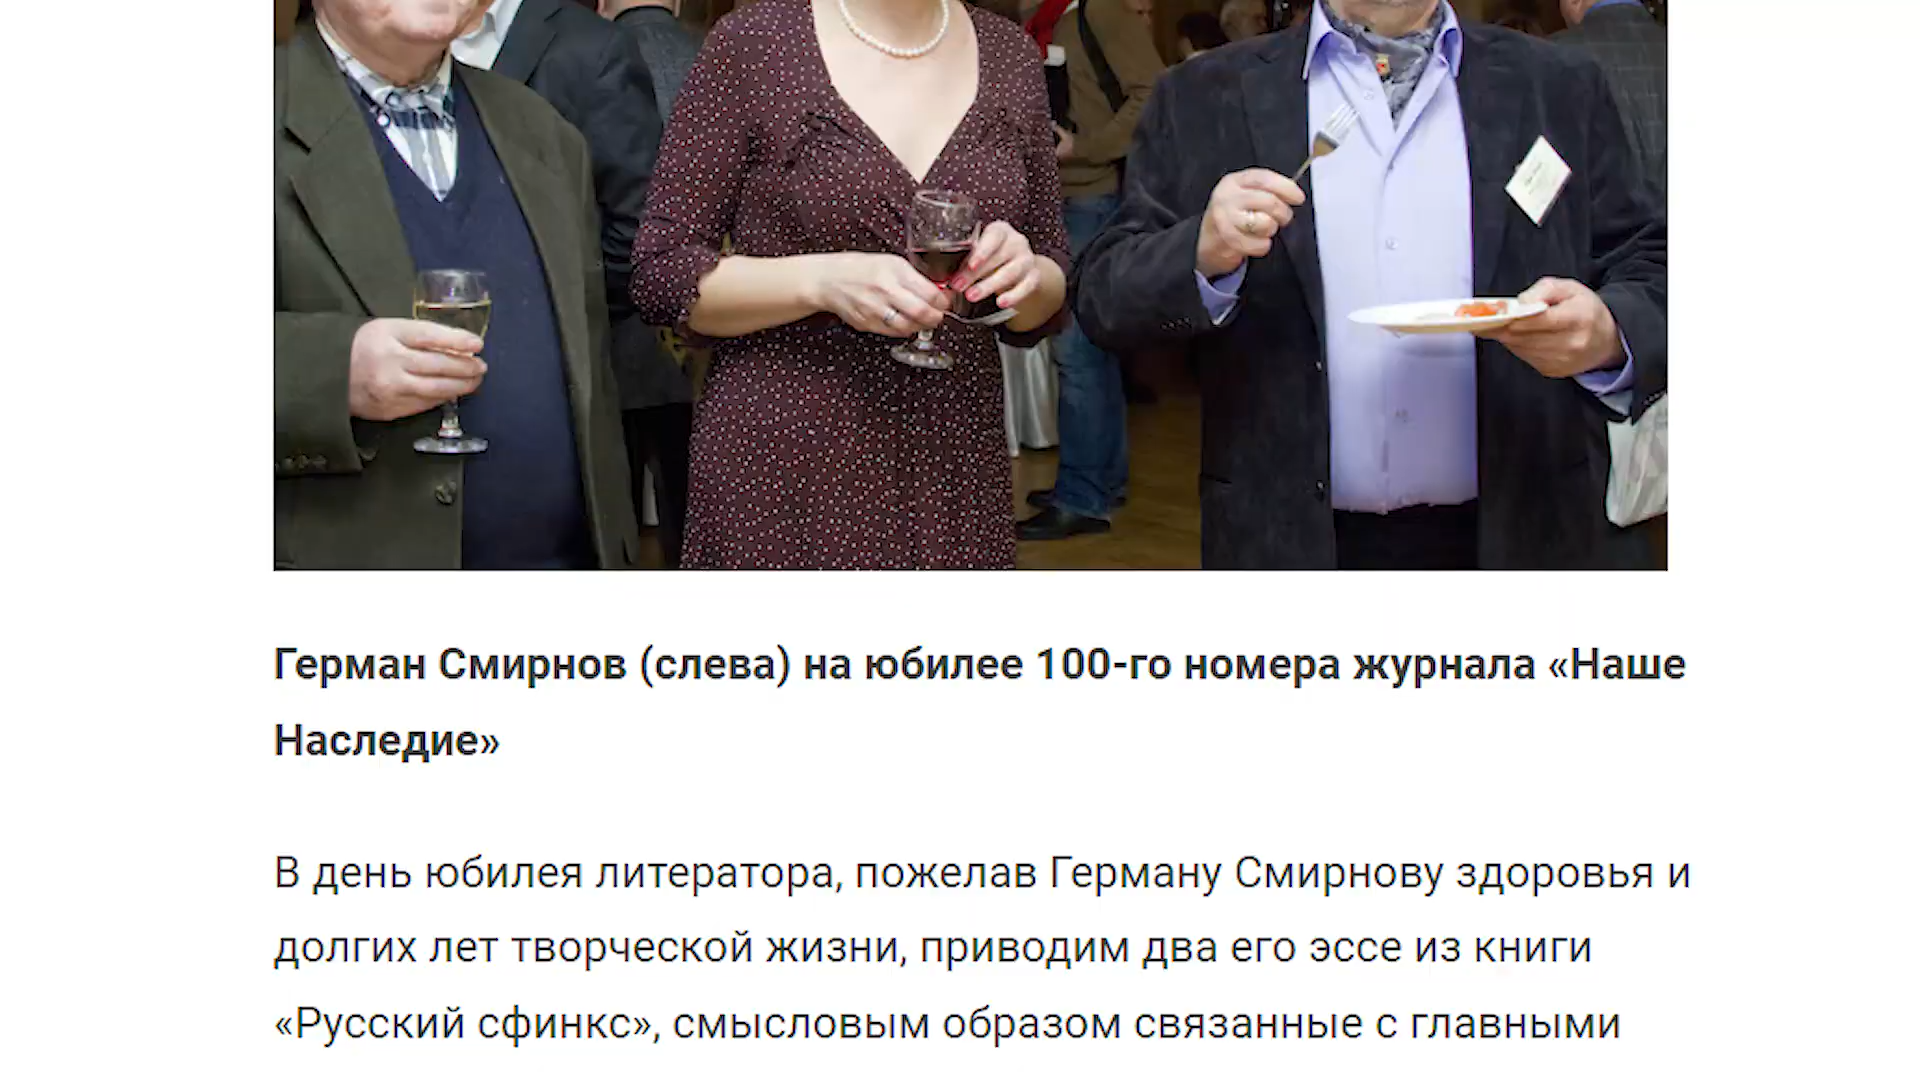 Герман Смирнов (слева) на юбилее 100-го номера журнала «Наше
Наследие»
В день юбилея литератора, пожелав Герману Смирнову здоровья и
долгих лет творческой жизни, приводим два его эссе из книги
«Русский сфинкс», смысловым образом связанные с главными